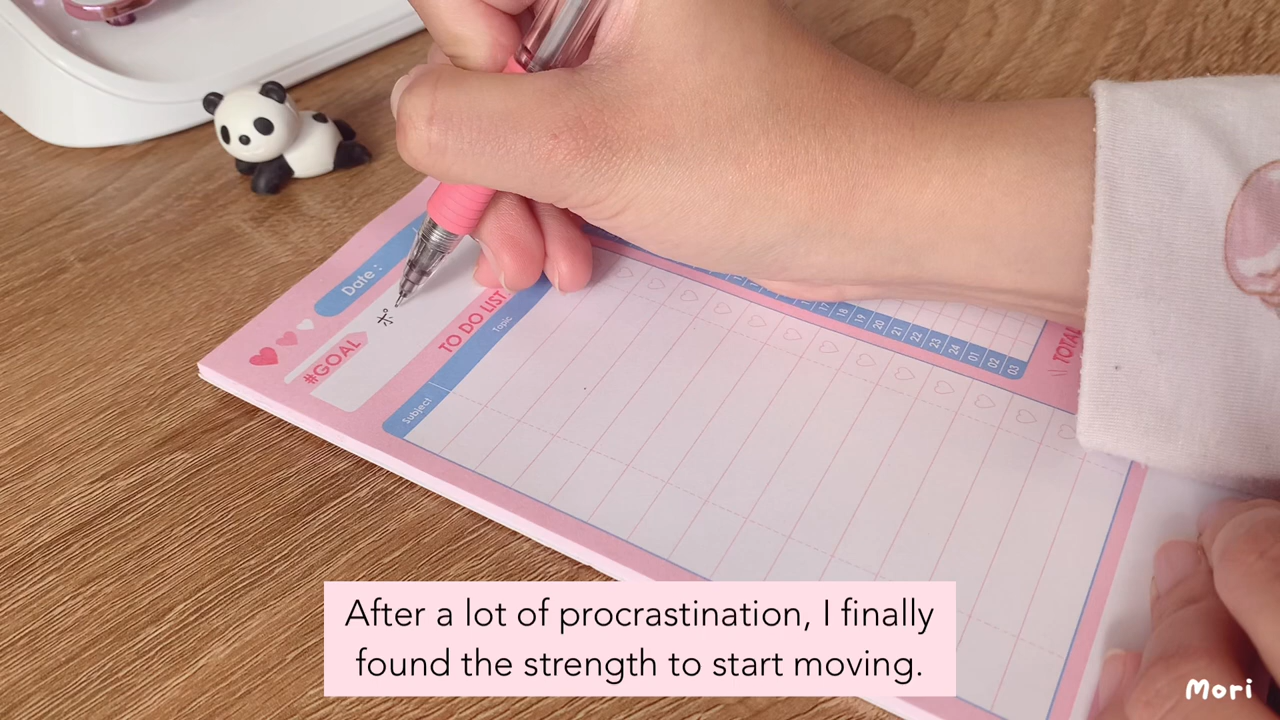 Date :
ポ
#GOAL
TO DO LIST
Subject
Topic
17 18 19 20 21 22 23 24 01 02 03
TOTAL
After a lot of procrastination, I finally
found the strength to start moving.
Mori